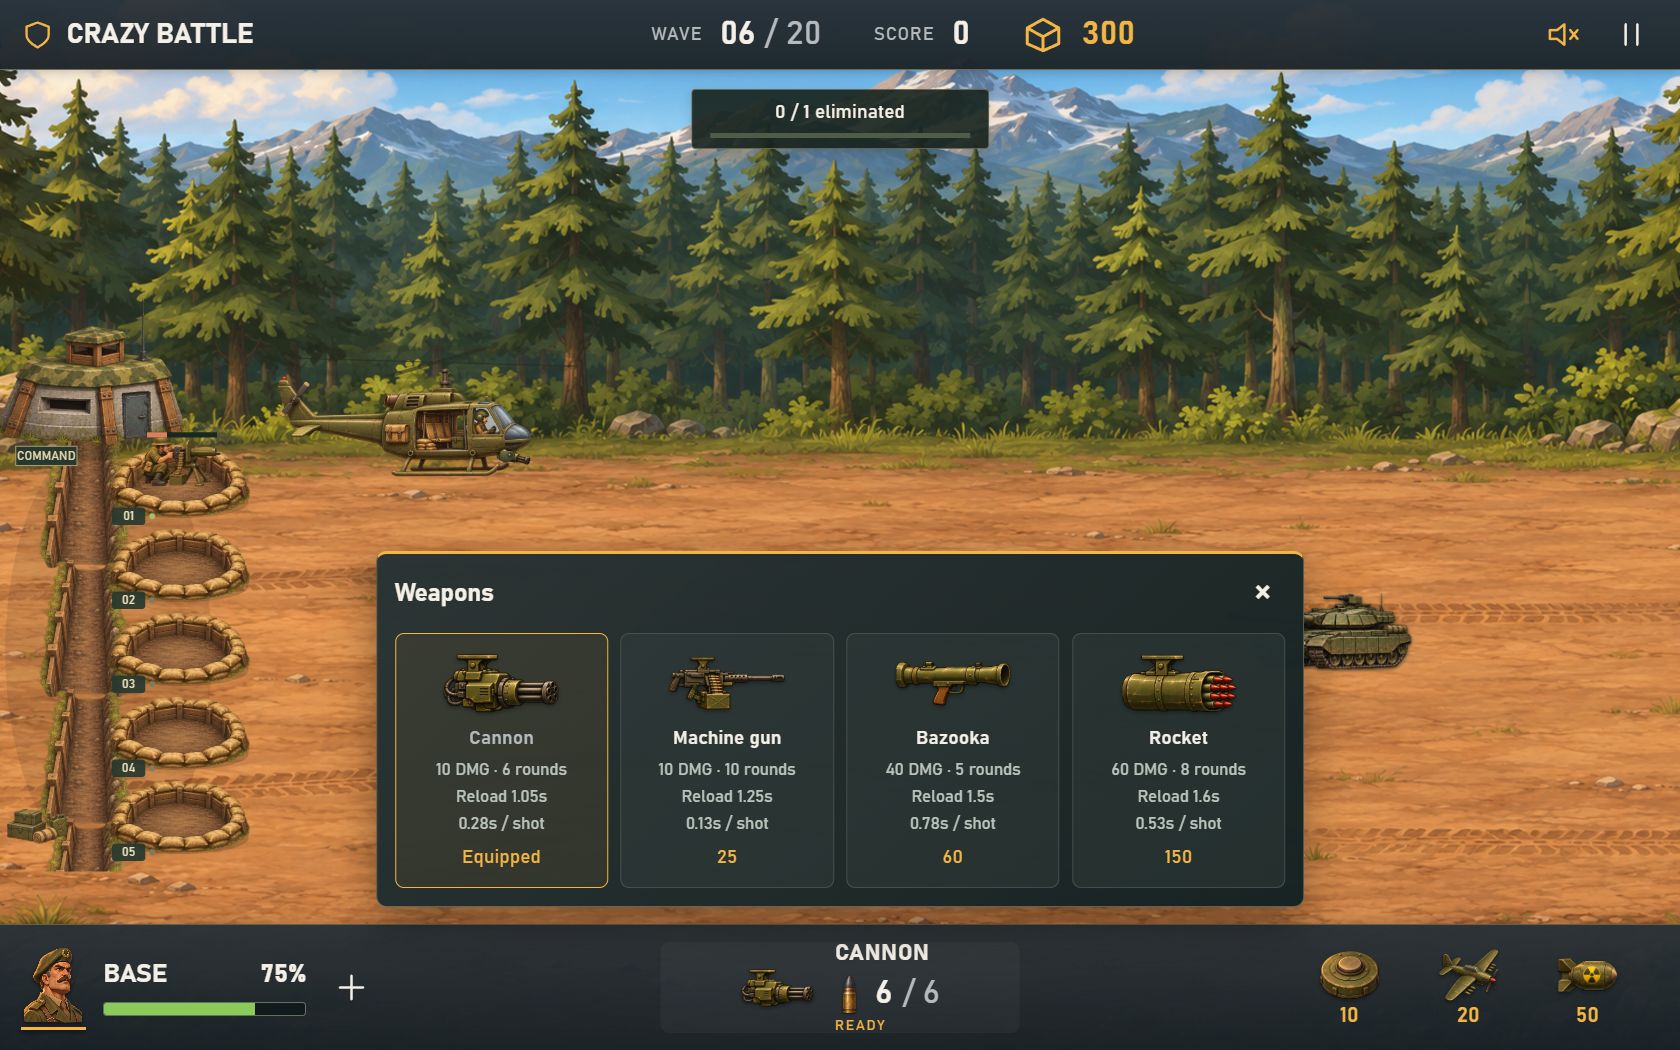 CRAZY BATTLE
WAVE 06 / 20
SCORE 0
300
0 / 1 eliminated
COMMAND
01
02
03
04
05
Weapons
×
Cannon
10 DMG · 6 rounds
Reload 1.05s
0.28s / shot
Equipped
Machine gun
10 DMG · 10 rounds
Reload 1.25s
0.13s / shot
25
Bazooka
40 DMG · 5 rounds
Reload 1.5s
0.78s / shot
60
Rocket
60 DMG · 8 rounds
Reload 1.6s
0.53s / shot
150
BASE 75%
+
CANNON
6 / 6
READY
10
20
50